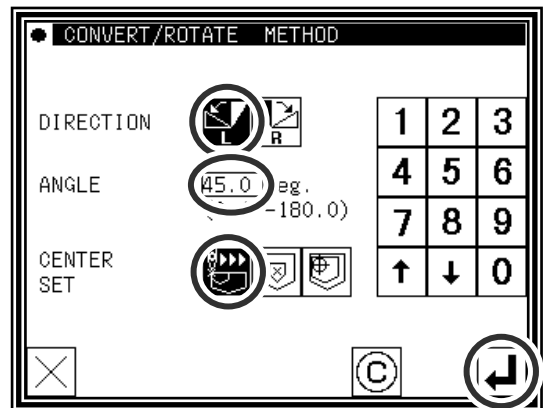 CONVERT/ROTATE METHOD
DIRECTION L R
ANGLE 45.0 eg.
-180.0)
CENTER
SET
1 2 3
4 5 6
7 8 9
↑ ↓ 0
C